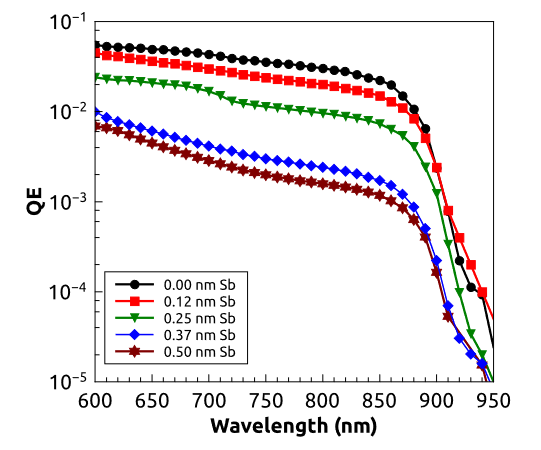 10⁻¹
10⁻²
10⁻³
10⁻⁴
10⁻⁵
QE
0.00 nm Sb
0.12 nm Sb
0.25 nm Sb
0.37 nm Sb
0.50 nm Sb
600 650 700 750 800 850 900 950
Wavelength (nm)